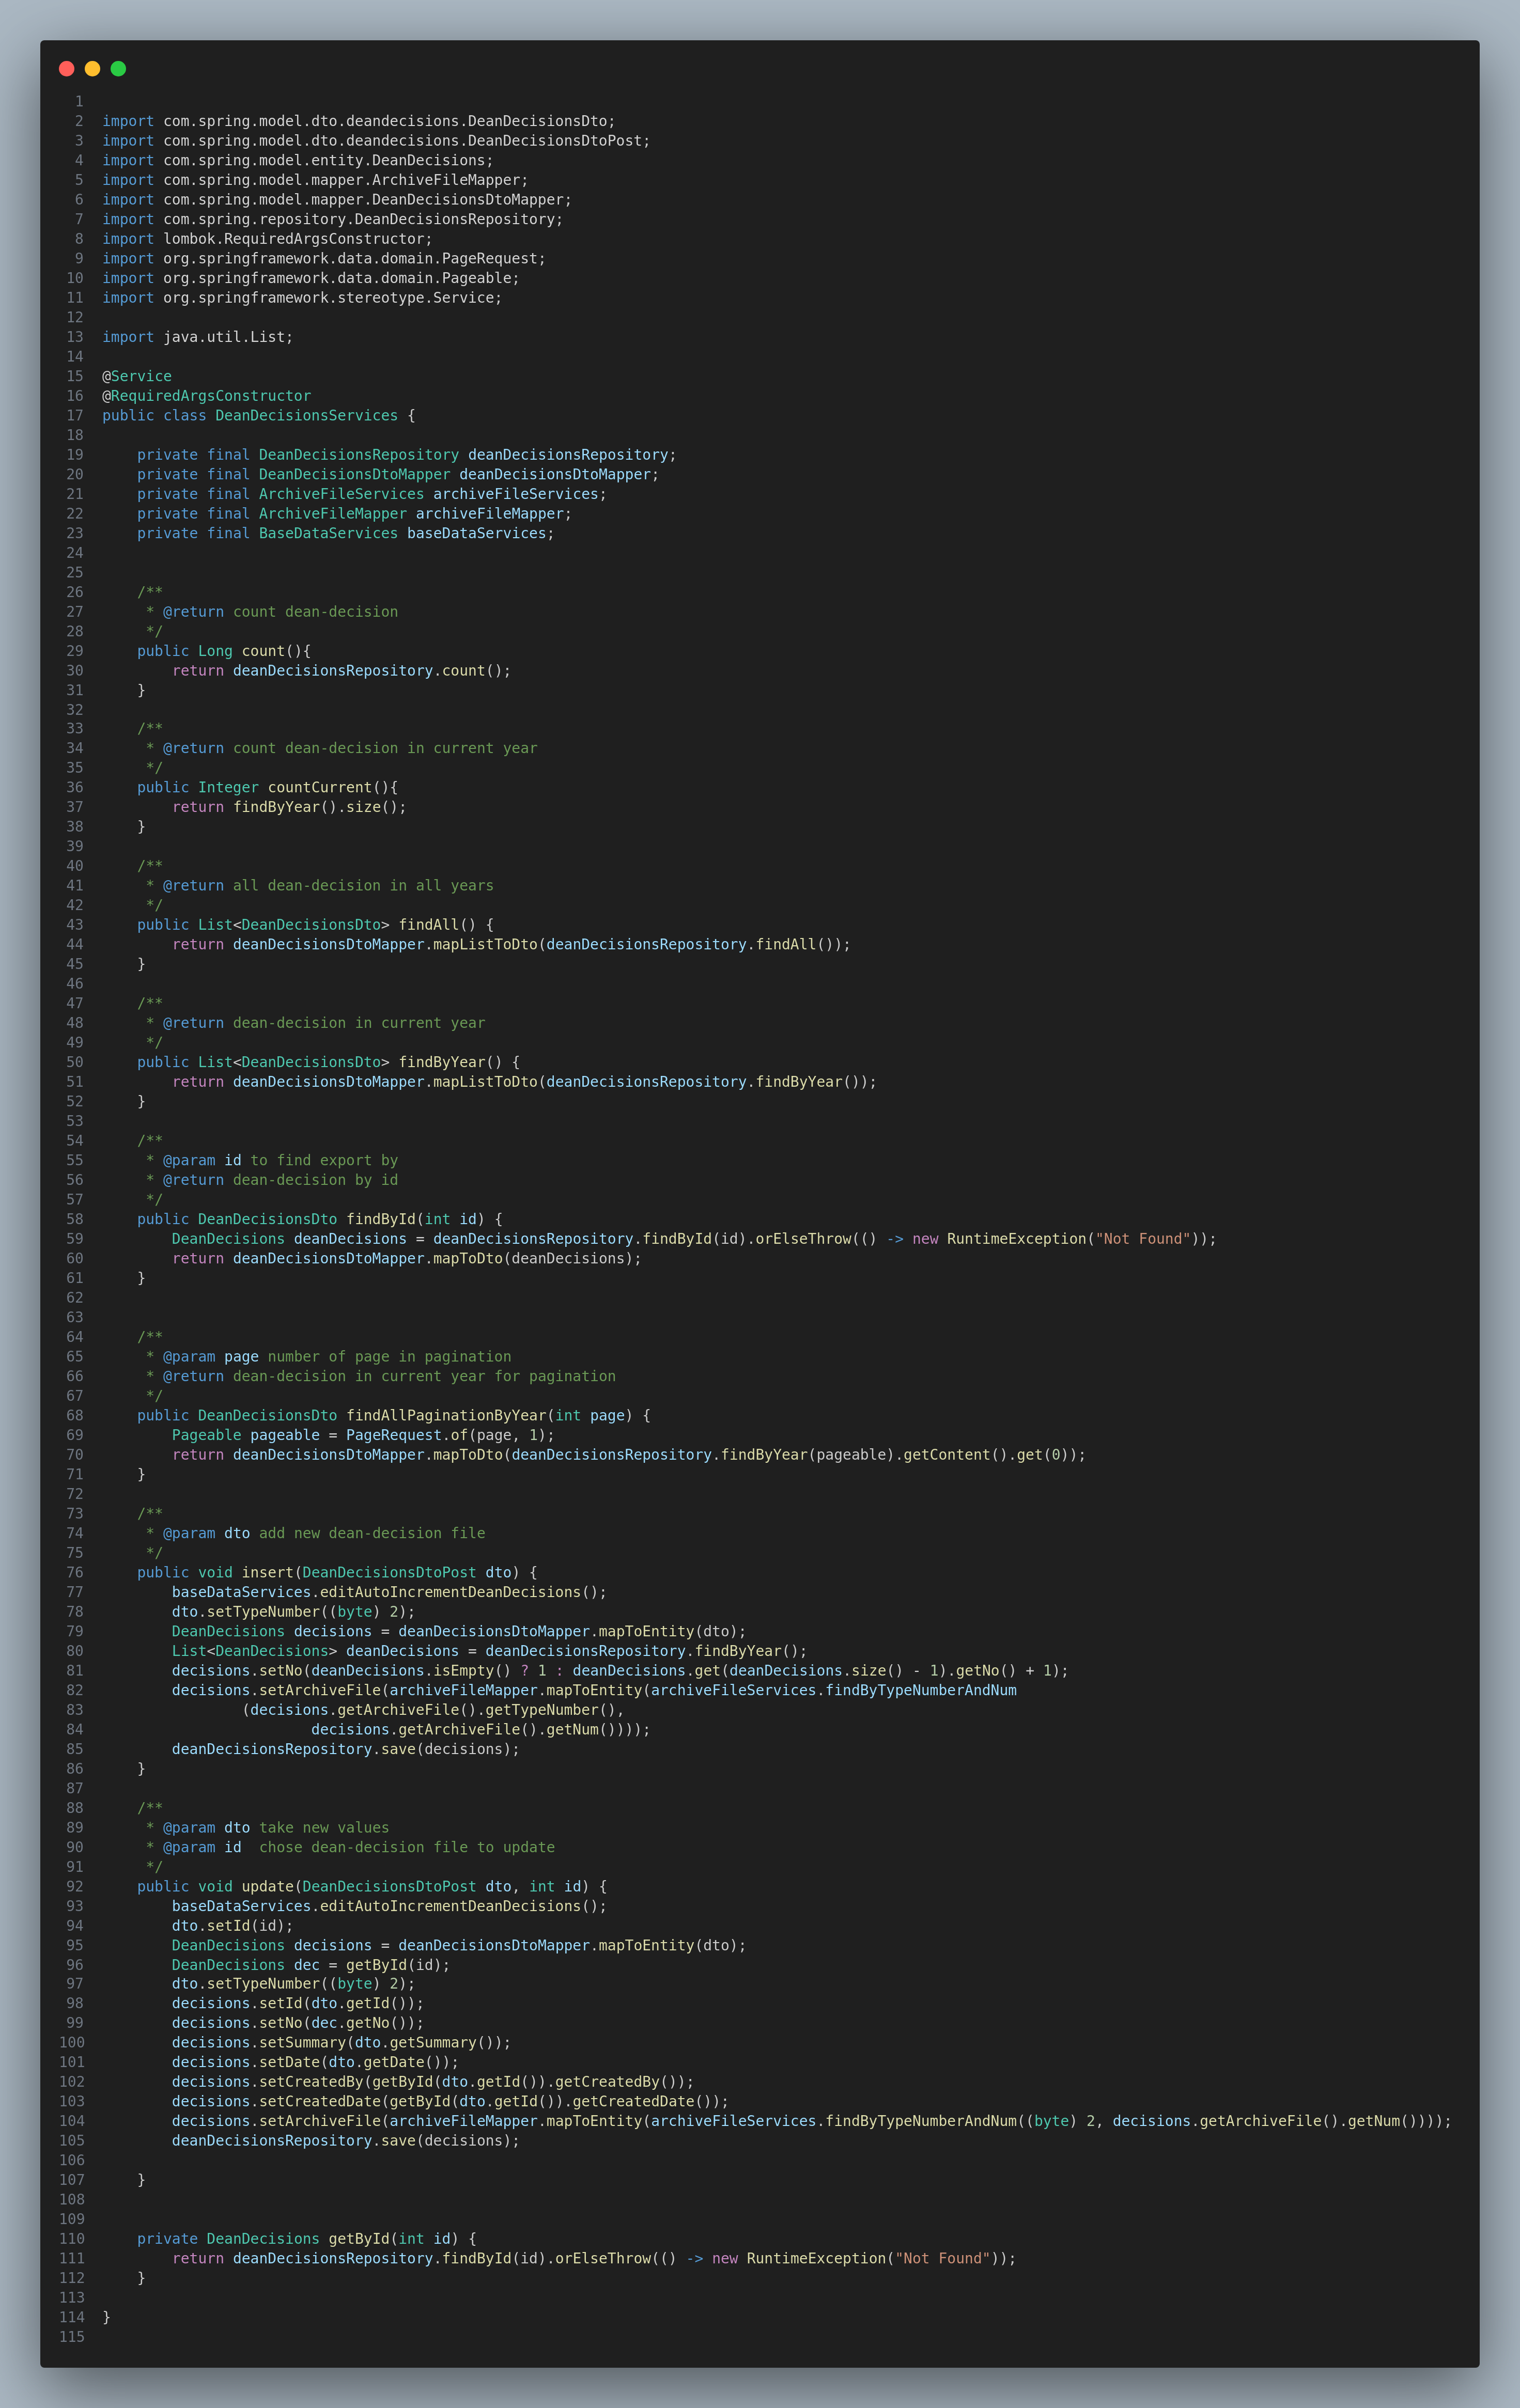 1
2 import com.spring.model.dto.deandecisions.DeanDecisionsDto;
3 import com.spring.model.dto.deandecisions.DeanDecisionsDtoPost;
4 import com.spring.model.entity.DeanDecisions;
5 import com.spring.model.mapper.ArchiveFileMapper;
6 import com.spring.model.mapper.DeanDecisionsDtoMapper;
7 import com.spring.repository.DeanDecisionsRepository;
8 import lombok.RequiredArgsConstructor;
9 import org.springframework.data.domain.PageRequest;
10 import org.springframework.data.domain.Pageable;
11 import org.springframework.stereotype.Service;
12
13 import java.util.List;
14
15 @Service
16 @RequiredArgsConstructor
17 public class DeanDecisionsServices {
18
19     private final DeanDecisionsRepository deanDecisionsRepository;
20     private final DeanDecisionsDtoMapper deanDecisionsDtoMapper;
21     private final ArchiveFileServices archiveFileServices;
22     private final ArchiveFileMapper archiveFileMapper;
23     private final BaseDataServices baseDataServices;
24
25
26     /**
27      * @return count dean-decision
28      */
29     public Long count(){
30         return deanDecisionsRepository.count();
31     }
32
33     /**
34      * @return count dean-decision in current year
35      */
36     public Integer countCurrent(){
37         return findByYear().size();
38     }
39
40     /**
41      * @return all dean-decision in all years
42      */
43     public List<DeanDecisionsDto> findAll() {
44         return deanDecisionsDtoMapper.mapListToDto(deanDecisionsRepository.findAll());
45     }
46
47     /**
48      * @return dean-decision in current year
49      */
50     public List<DeanDecisionsDto> findByYear() {
51         return deanDecisionsDtoMapper.mapListToDto(deanDecisionsRepository.findByYear());
52     }
53
54     /**
55      * @param id to find export by
56      * @return dean-decision by id
57      */
58     public DeanDecisionsDto findById(int id) {
59         DeanDecisions deanDecisions = deanDecisionsRepository.findById(id).orElseThrow(() -> new RuntimeException("Not Found"));
60         return deanDecisionsDtoMapper.mapToDto(deanDecisions);
61     }
62
63
64     /**
65      * @param page number of page in pagination
66      * @return dean-decision in current year for pagination
67      */
68     public DeanDecisionsDto findAllPaginationByYear(int page) {
69         Pageable pageable = PageRequest.of(page, 1);
70         return deanDecisionsDtoMapper.mapToDto(deanDecisionsRepository.findByYear(pageable).getContent().get(0));
71     }
72
73     /**
74      * @param dto add new dean-decision file
75      */
76     public void insert(DeanDecisionsDtoPost dto) {
77         baseDataServices.editAutoIncrementDeanDecisions();
78         dto.setTypeNumber((byte) 2);
79         DeanDecisions decisions = deanDecisionsDtoMapper.mapToEntity(dto);
80         List<DeanDecisions> deanDecisions = deanDecisionsRepository.findByYear();
81         decisions.setNo(deanDecisions.isEmpty() ? 1 : deanDecisions.get(deanDecisions.size() - 1).getNo() + 1);
82         decisions.setArchiveFile(archiveFileMapper.mapToEntity(archiveFileServices.findByTypeNumberAndNum
83                 (decisions.getArchiveFile().getTypeNumber(),
84                         decisions.getArchiveFile().getNum())));
85         deanDecisionsRepository.save(decisions);
86     }
87
88     /**
89      * @param dto take new values
90      * @param id  chose dean-decision file to update
91      */
92     public void update(DeanDecisionsDtoPost dto, int id) {
93         baseDataServices.editAutoIncrementDeanDecisions();
94         dto.setId(id);
95         DeanDecisions decisions = deanDecisionsDtoMapper.mapToEntity(dto);
96         DeanDecisions dec = getById(id);
97         dto.setTypeNumber((byte) 2);
98         decisions.setId(dto.getId());
99         decisions.setNo(dec.getNo());
100         decisions.setSummary(dto.getSummary());
101         decisions.setDate(dto.getDate());
102         decisions.setCreatedBy(getById(dto.getId()).getCreatedBy());
103         decisions.setCreatedDate(getById(dto.getId()).getCreatedDate());
104         decisions.setArchiveFile(archiveFileMapper.mapToEntity(archiveFileServices.findByTypeNumberAndNum((byte) 2, decisions.getArchiveFile().getNum())));
105         deanDecisionsRepository.save(decisions);
106
107     }
108
109
110     private DeanDecisions getById(int id) {
111         return deanDecisionsRepository.findById(id).orElseThrow(() -> new RuntimeException("Not Found"));
112     }
113
114 }
115